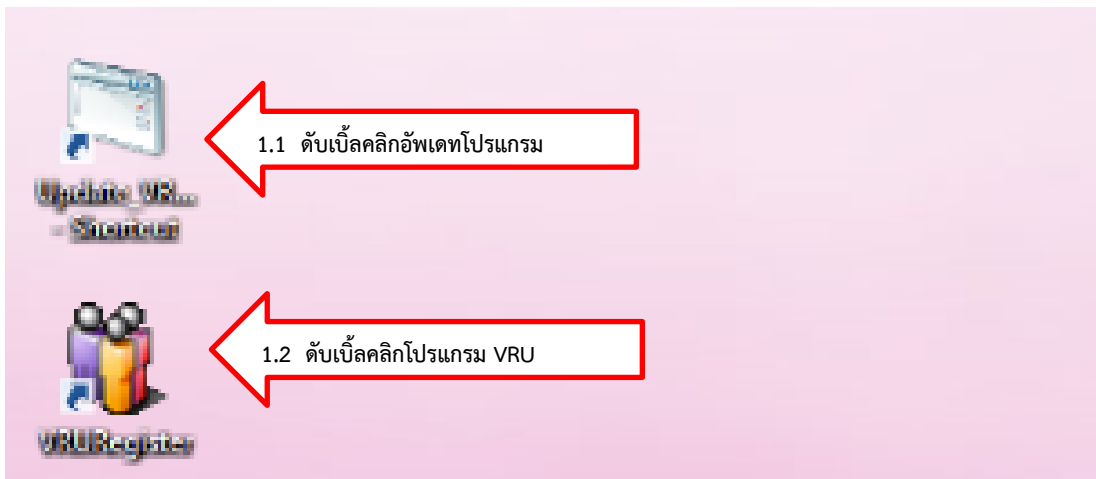 1.1 ดับเบิ้ลคลิกอัพเดทโปรแกรม
Update_VR...
- Shortcut
1.2 ดับเบิ้ลคลิกโปรแกรม VRU
VRURegister